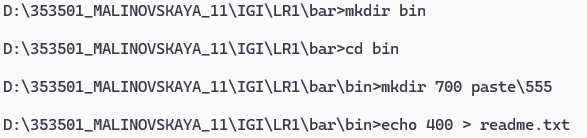 D:\353501_MALINOVSKAYA_11\IGI\LR1\bar>mkdir bin
D:\353501_MALINOVSKAYA_11\IGI\LR1\bar>cd bin
D:\353501_MALINOVSKAYA_11\IGI\LR1\bar\bin>mkdir 700 paste\555
D:\353501_MALINOVSKAYA_11\IGI\LR1\bar\bin>echo 400 > readme.txt